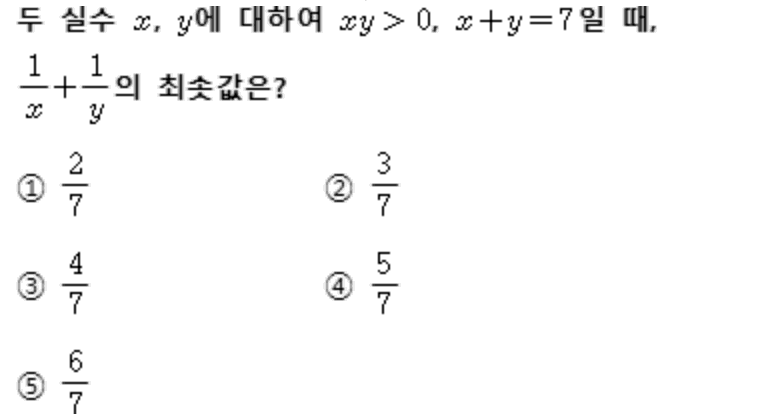 두 실수 x, y에 대하여 xy > 0, x+y=7일 때,
1/x + 1/y 의 최솟값은?
① 2/7 ② 3/7
③ 4/7 ④ 5/7
⑤ 6/7